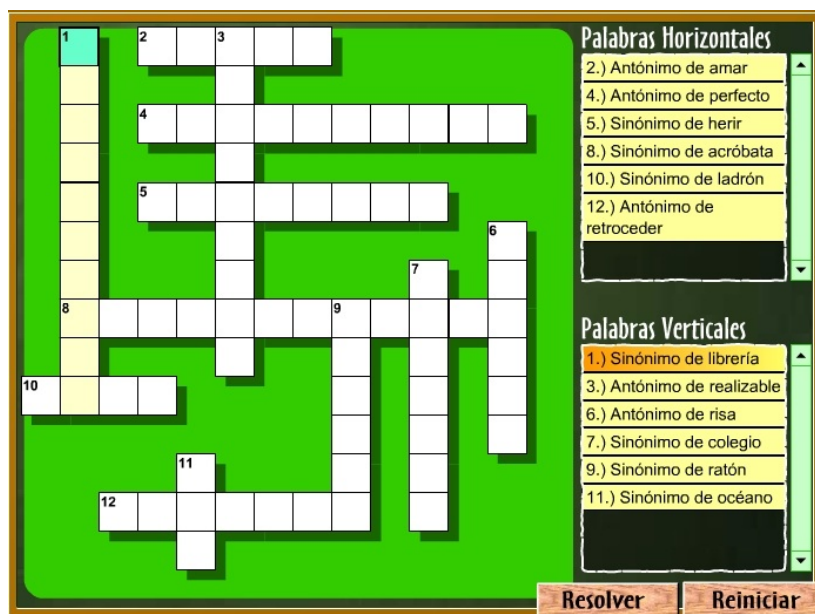 1
2
3
Palabras Horizontales
2.) Antónimo de amar
4.) Antónimo de perfecto
4
5.) Sinónimo de herir
8.) Sinónimo de acróbata
10.) Sinónimo de ladrón
5
12.) Antónimo de
retroceder
6
7
8
9
Palabras Verticales
1.) Sinónimo de librería
10
3.) Antónimo de realizable
6.) Antónimo de risa
7.) Sinónimo de colegio
11
9.) Sinónimo de ratón
12
11.) Sinónimo de océano
Resolver
Reiniciar